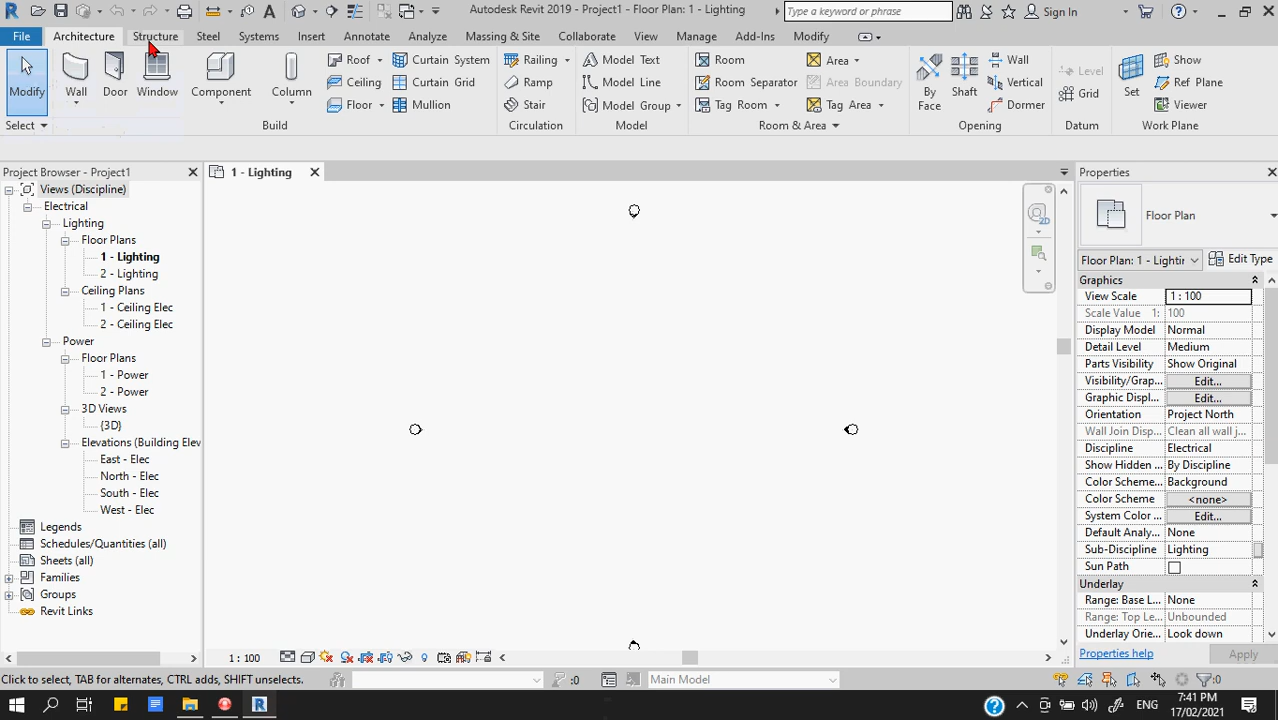 Autodesk Revit 2019 - Project1 - Floor Plan: 1 - Lighting
Type a keyword or phrase
Sign In
File Architecture Structure Steel Systems Insert Annotate Analyze Massing & Site Collaborate View Manage Add-Ins Modify
Modify Wall Door Window Component Column
Roof Curtain System
Ceiling Curtain Grid
Floor Mullion
Railing
Ramp
Stair
Model Text
Model Line
Model Group
Room Area
Room Separator Area Boundary
Tag Room Tag Area
By Face Shaft
Wall
Vertical
Dormer
Level
Grid
Set
Show
Ref Plane
Viewer
Select Build Circulation Model Room & Area Opening Datum Work Plane
Project Browser - Project1
Views (Discipline)
Electrical
Lighting
Floor Plans
1 - Lighting
2 - Lighting
Ceiling Plans
1 - Ceiling Elec
2 - Ceiling Elec
Power
Floor Plans
1 - Power
2 - Power
3D Views
{3D}
Elevations (Building Elev
East - Elec
North - Elec
South - Elec
West - Elec
Legends
Schedules/Quantities (all)
Sheets (all)
Families
Groups
Revit Links
1 - Lighting
2D
Properties
Floor Plan
Floor Plan: 1 - Lightin Edit Type
Graphics
View Scale 1 : 100
Scale Value 1: 100
Display Model Normal
Detail Level Medium
Parts Visibility Show Original
Visibility/Grap... Edit...
Graphic Displ... Edit...
Orientation Project North
Wall Join Disp... Clean all wall j...
Discipline Electrical
Show Hidden ... By Discipline
Color Scheme... Background
Color Scheme <none>
System Color ... Edit...
Default Analy... None
Sub-Discipline Lighting
Sun Path
Underlay
Range: Base L... None
Range: Top Le... Unbounded
Underlay Orie... Look down
Properties help Apply
1 : 100
Click to select, TAB for alternates, CTRL adds, SHIFT unselects.
:0
Main Model
:0
ENG
7:41 PM
17/02/2021